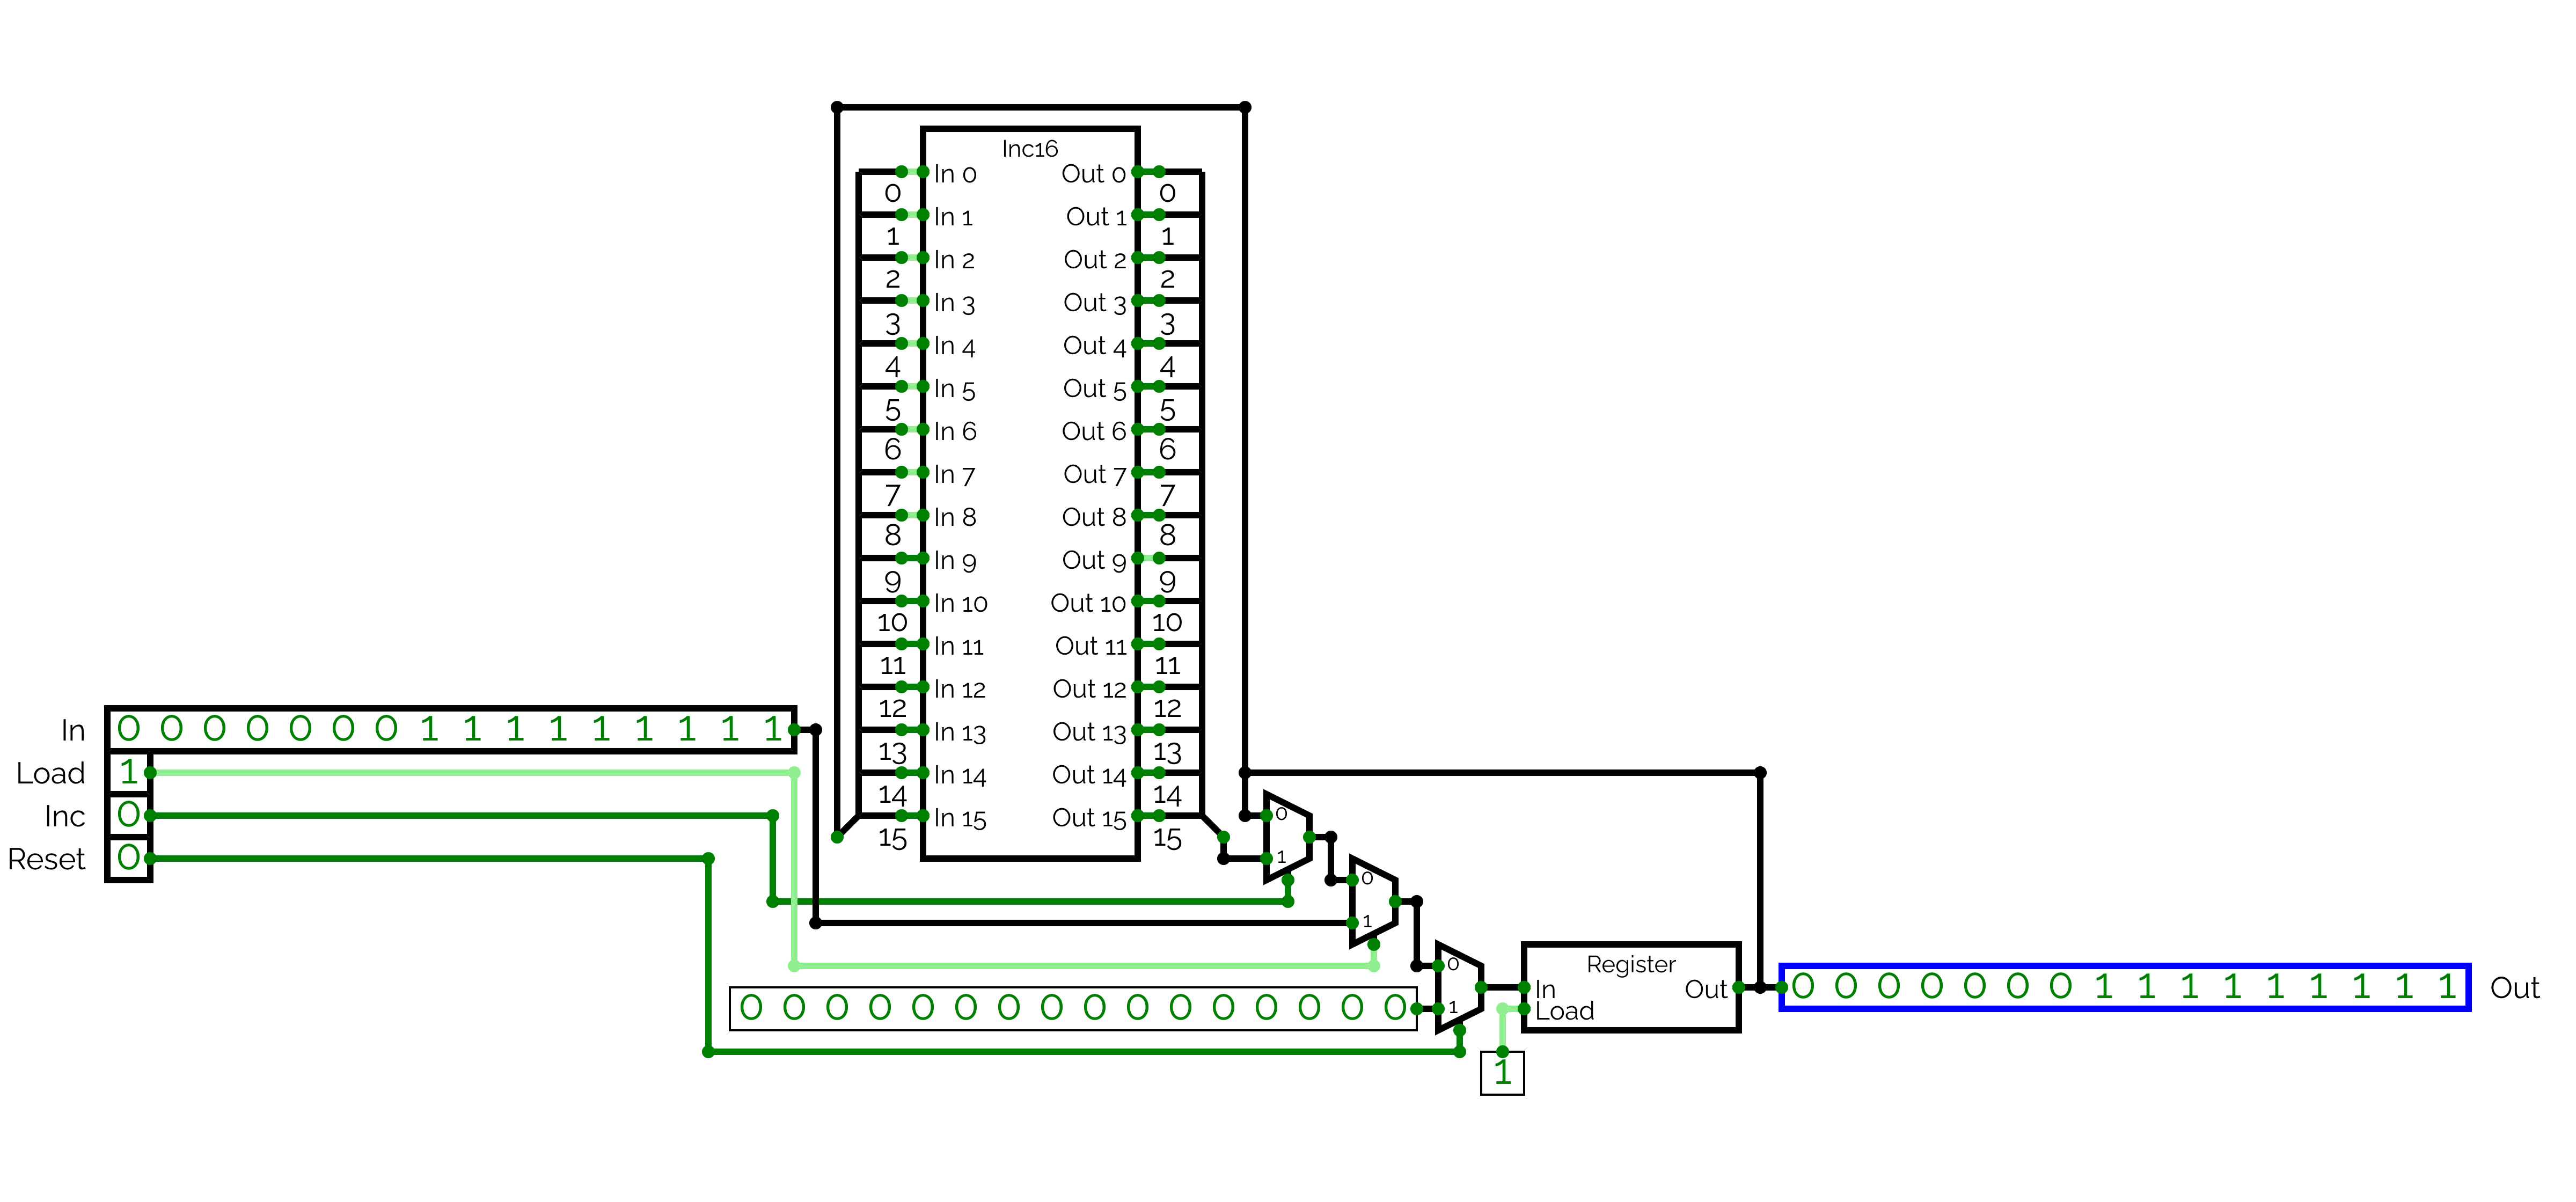 Inc16
In 0 Out 0
0 0
In 1 Out 1
1 1
In 2 Out 2
2 2
In 3 Out 3
3 3
In 4 Out 4
4 4
In 5 Out 5
5 5
In 6 Out 6
6 6
In 7 Out 7
7 7
In 8 Out 8
8 8
In 9 Out 9
9 9
In 10 Out 10
10 10
In 11 Out 11
11 11
In 12 Out 12
12 12
In 13 Out 13
13 13
In 14 Out 14
14 14
In 15 Out 15
15 15
In 0 0 0 0 0 0 0 1 1 1 1 1 1 1 1 1
Load 1
Inc 0
Reset 0
0
1
0
1
0
1
0 0 0 0 0 0 0 0 0 0 0 0 0 0 0 0
Register
In Out
Load
1
0 0 0 0 0 0 0 1 1 1 1 1 1 1 1 1 Out